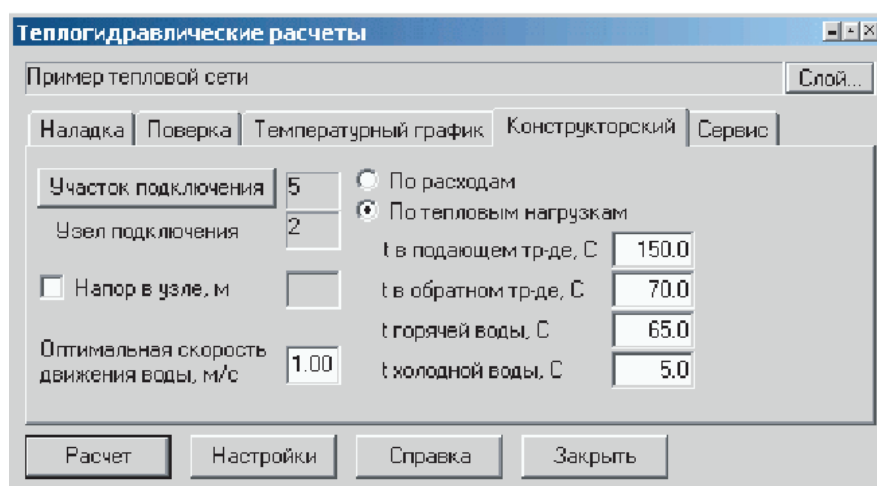 Теплогидравлические расчеты
Пример тепловой сети
Слой...
Наладка Поверка Температурный график Конструкторский Сервис
Участок подключения 5
По расходам
Узел подключения 2
По тепловым нагрузкам
t в подающем тр-де, С 150.0
Напор в узле, м
t в обратном тр-де, С 70.0
t горячей воды, С 65.0
Оптимальная скорость
движения воды, м/с 1.00
t холодной воды, С 5.0
Расчет Настройки Справка Закрыть